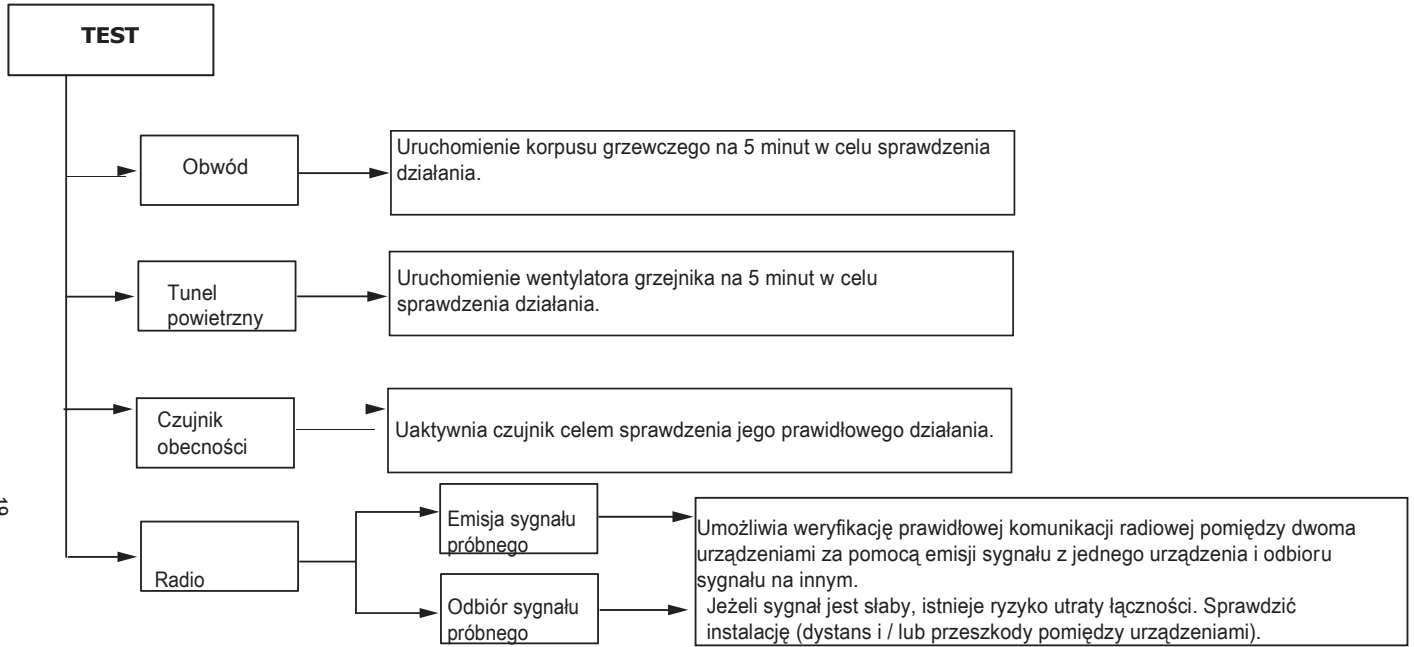 TEST
Obwód
Uruchomienie korpusu grzewczego na 5 minut w celu sprawdzenia
działania.
Tunel
powietrzny
Uruchomienie wentylatora grzejnika na 5 minut w celu
sprawdzenia działania.
Czujnik
obecności
Uaktywnia czujnik celem sprawdzenia jego prawidłowego działania.
Radio
Emisja sygnału
próbnego
Odbiór sygnału
próbnego
Umożliwia weryfikację prawidłowej komunikacji radiowej pomiędzy dwoma
urządzeniami za pomocą emisji sygnału z jednego urządzenia i odbioru
sygnału na innym.
Jeżeli sygnał jest słaby, istnieje ryzyko utraty łączności. Sprawdzić
instalację (dystans i / lub przeszkody pomiędzy urządzeniami).